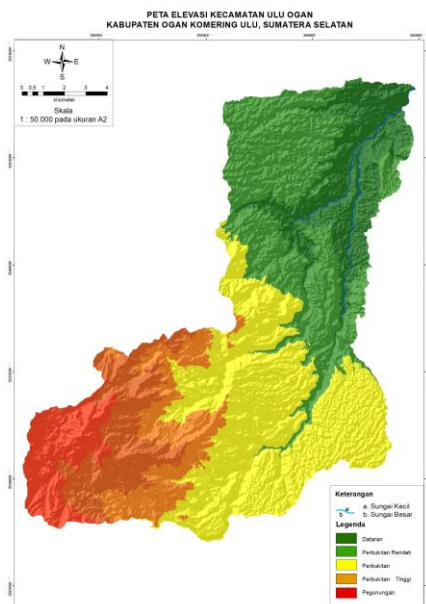 PETA ELEVASI KECAMATAN ULU OGAN
KABUPATEN OGAN KOMERING ULU, SUMATERA SELATAN
N
W E
S
0 0,5 1 2 3 4
kilometer
Skala
1 : 50.000 pada ukuran A2
Keterangan
a. Sungai Kecil
b. Sungai Besar
a
b
Legenda
Dataran
Perbukitan Rendah
Perbukitan
Perbukitan Tinggi
Pegunungan